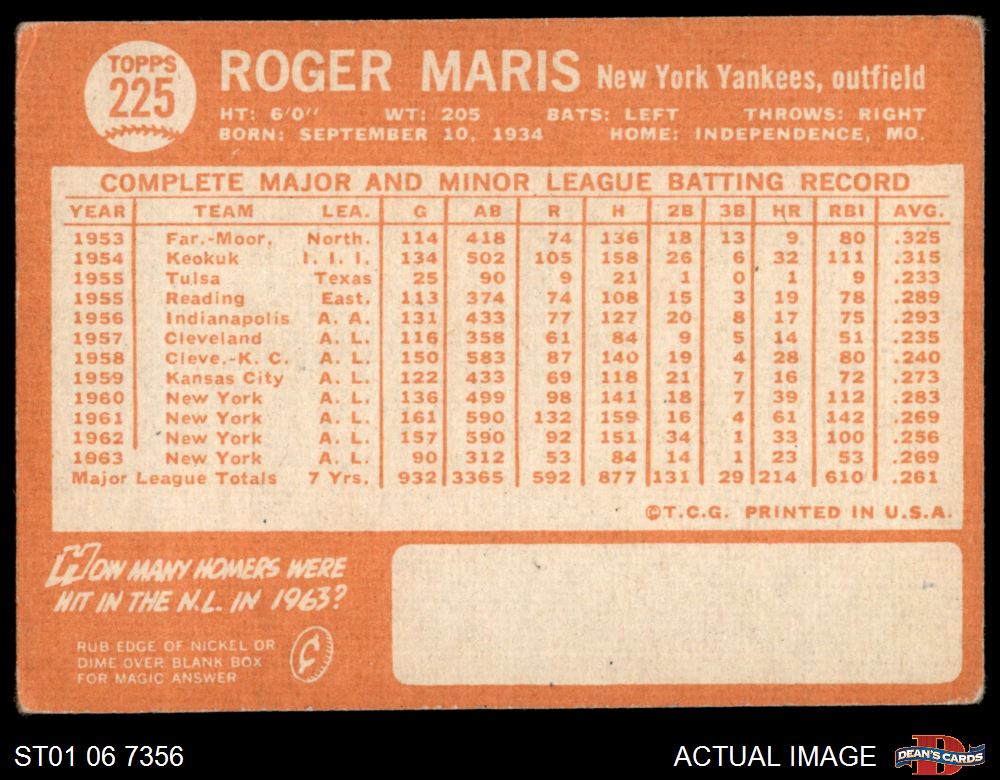 TOPPS
225
ROGER MARIS New York Yankees, outfield
HT: 6'0" WT: 205 BATS: LEFT THROWS: RIGHT
BORN: SEPTEMBER 10, 1934 HOME: INDEPENDENCE, MO.
COMPLETE MAJOR AND MINOR LEAGUE BATTING RECORD
YEAR TEAM LEA. G AB R H 2B 3B HR RBI AVG.
1953 Far.-Moor. North. 114 418 74 136 18 13 9 80 .325
1954 Keokuk I. I. I. 134 502 105 158 26 6 32 111 .315
1955 Tulsa Texas 25 90 9 21 1 0 1 9 .233
1955 Reading East. 113 374 74 108 15 3 19 78 .289
1956 Indianapolis A. A. 131 433 77 127 20 8 17 75 .293
1957 Cleveland A. L. 116 358 61 84 9 5 14 51 .235
1958 Cleve.-K. C. A. L. 150 583 87 140 19 4 28 80 .240
1959 Kansas City A. L. 122 433 69 118 21 7 16 72 .273
1960 New York A. L. 136 499 98 141 18 7 39 112 .283
1961 New York A. L. 161 590 132 159 16 4 61 142 .269
1962 New York A. L. 157 590 92 151 34 1 33 100 .256
1963 New York A. L. 90 312 53 84 14 1 23 53 .269
Major League Totals 7 Yrs. 932 3365 592 877 131 29 214 610 .261
©T.C.G. PRINTED IN U.S.A.
HOW MANY HOMERS WERE
HIT IN THE N.L. IN 1963?
RUB EDGE OF NICKEL OR
DIME OVER BLANK BOX
FOR MAGIC ANSWER
ST01 06 7356
ACTUAL IMAGE
DEAN'S CARDS